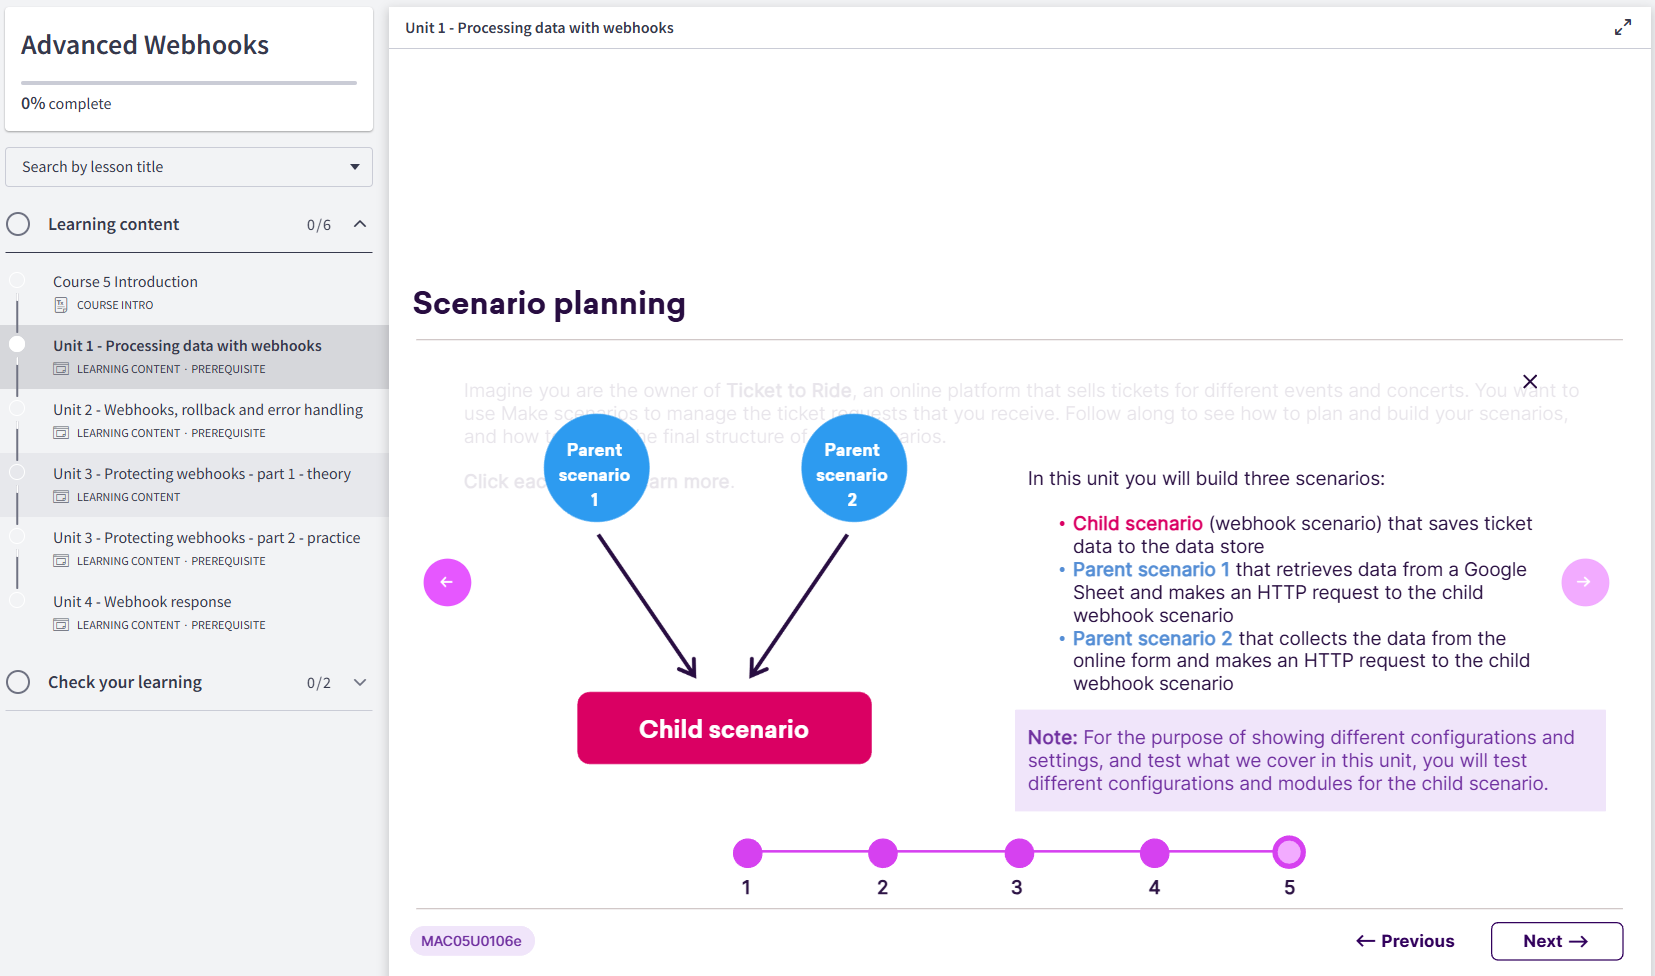 Advanced Webhooks
0% complete
Search by lesson title
Learning content 0/6
Course 5 Introduction
COURSE INTRO
Unit 1 - Processing data with webhooks
LEARNING CONTENT · PREREQUISITE
Unit 2 - Webhooks, rollback and error handling
LEARNING CONTENT · PREREQUISITE
Unit 3 - Protecting webhooks - part 1 - theory
LEARNING CONTENT
Unit 3 - Protecting webhooks - part 2 - practice
LEARNING CONTENT · PREREQUISITE
Unit 4 - Webhook response
LEARNING CONTENT · PREREQUISITE
Check your learning 0/2
Unit 1 - Processing data with webhooks
Scenario planning
Imagine you are the owner of Ticket to Ride, an online platform that sells tickets for different events and concerts. You want to
use Make scenarios to manage the ticket requests that you receive. Follow along to see how to plan and build your scenarios,
and how final structure of
Click
more.
Parent
scenario
1
Parent
scenario
2
Child scenario
In this unit you will build three scenarios:
• Child scenario (webhook scenario) that saves ticket
data to the data store
• Parent scenario 1 that retrieves data from a Google
Sheet and makes an HTTP request to the child
webhook scenario
• Parent scenario 2 that collects the data from the
online form and makes an HTTP request to the child
webhook scenario
Note: For the purpose of showing different configurations and
settings, and test what we cover in this unit, you will test
different configurations and modules for the child scenario.
1 2 3 4 5
MAC05U0106e
← Previous
Next →